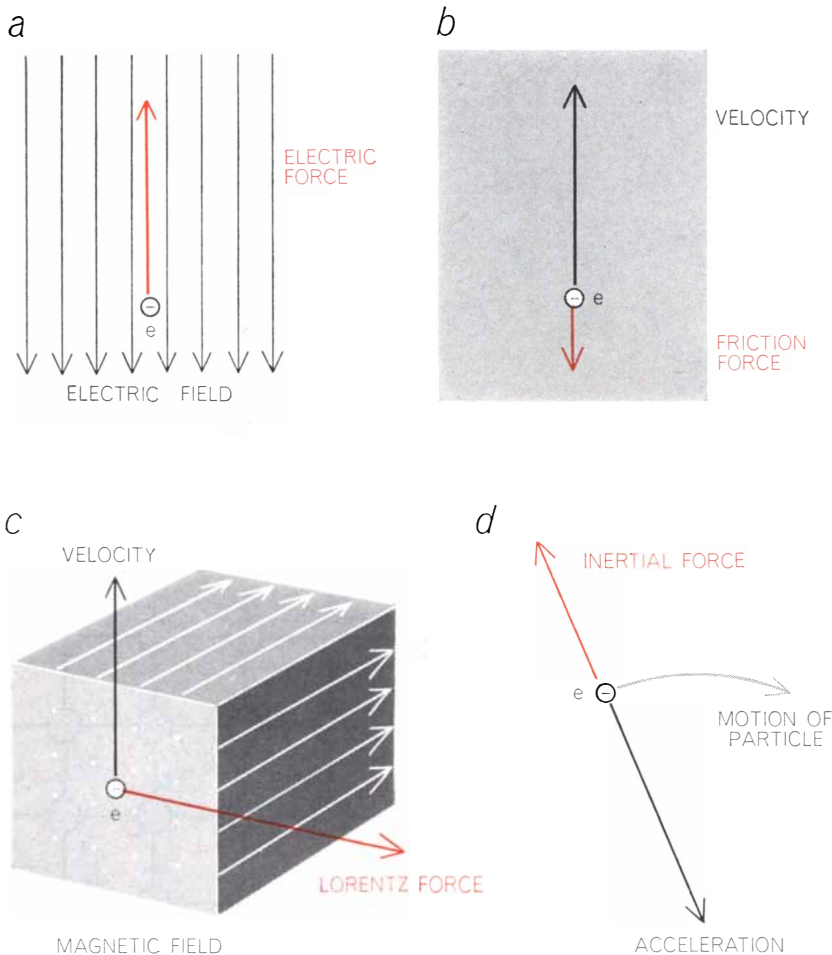 a
ELECTRIC
FORCE
−
e
ELECTRIC FIELD
b
VELOCITY
−
e
FRICTION
FORCE
c
VELOCITY
−
e
LORENTZ FORCE
MAGNETIC FIELD
d
INERTIAL FORCE
e
−
MOTION OF
PARTICLE
ACCELERATION